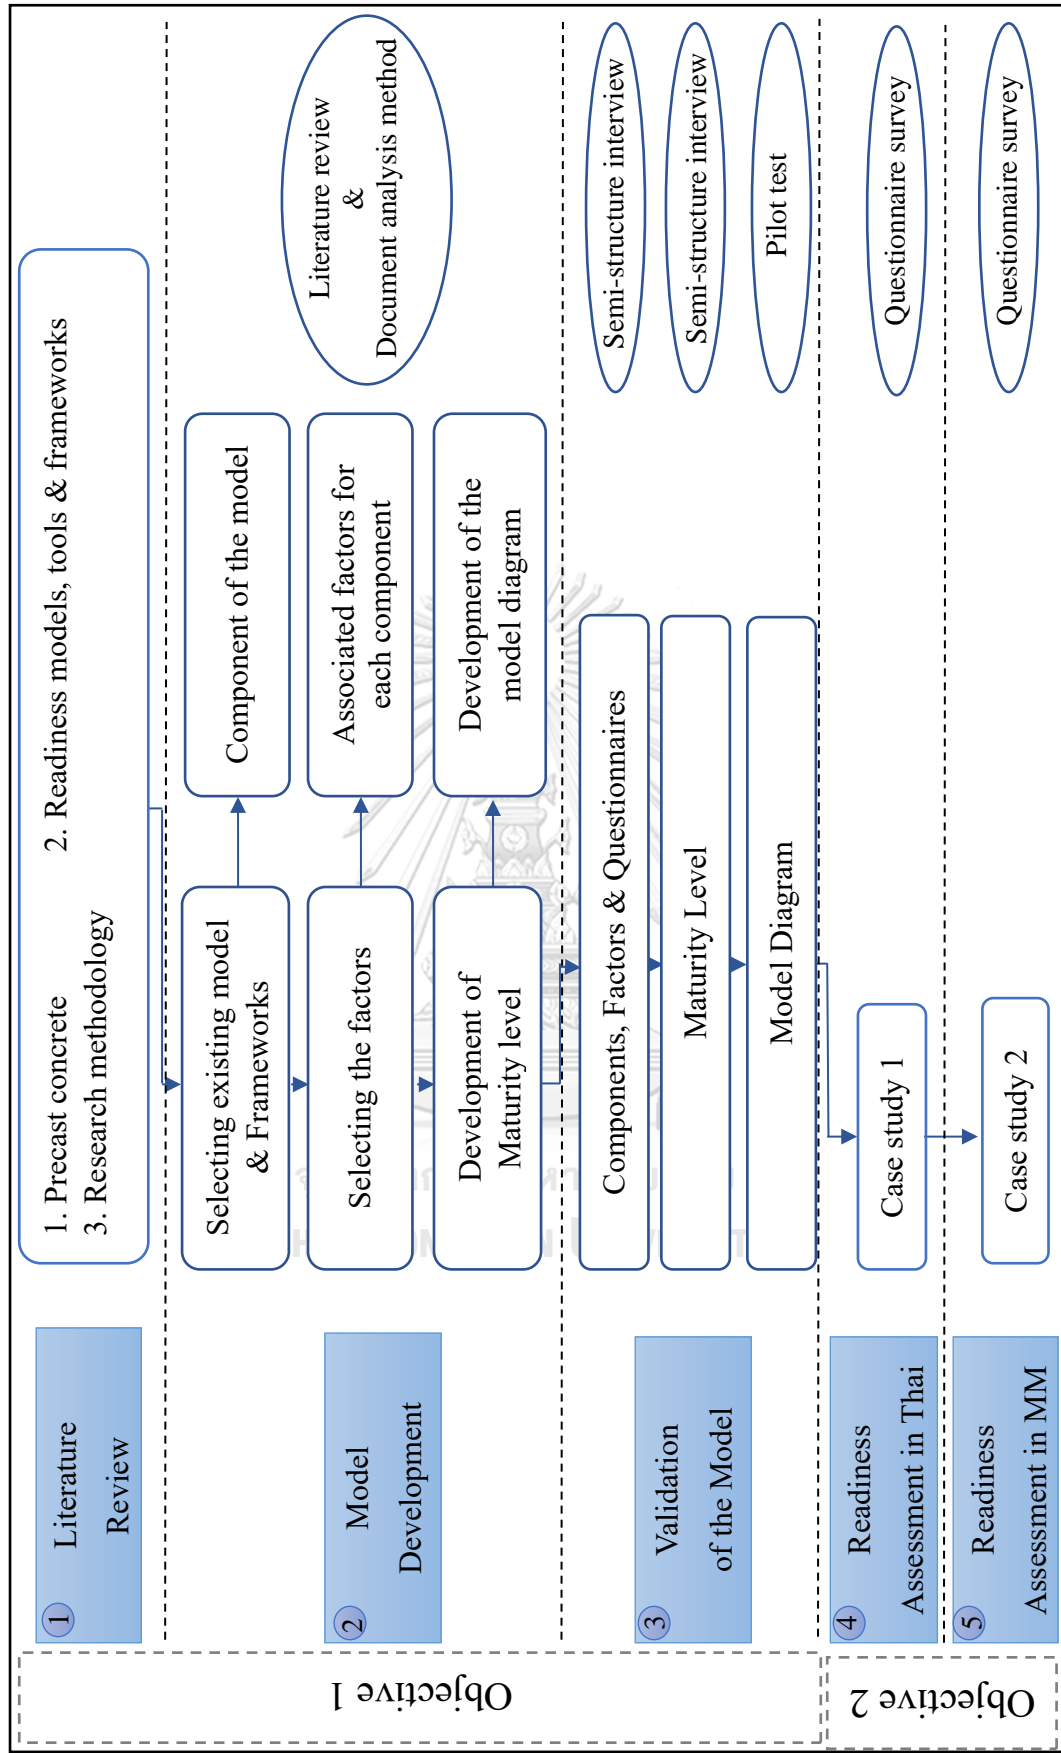 Objective 1
1
Literature
Review
1. Precast concrete
2. Readiness models, tools & frameworks
3. Research methodology
2
Model
Development
Selecting existing model
& Frameworks
Component of the model
Selecting the factors
Associated factors for
each component
Development of
Maturity level
Development of the
model diagram
Literature review
&
Document analysis method
3
Validation
of the Model
Components, Factors & Questionnaires
Semi-structure interview
Maturity Level
Semi-structure interview
Model Diagram
Pilot test
Objective 2
4
Readiness
Assessment in Thai
Case study 1
Questionnaire survey
5
Readiness
Assessment in MM
Case study 2
Questionnaire survey